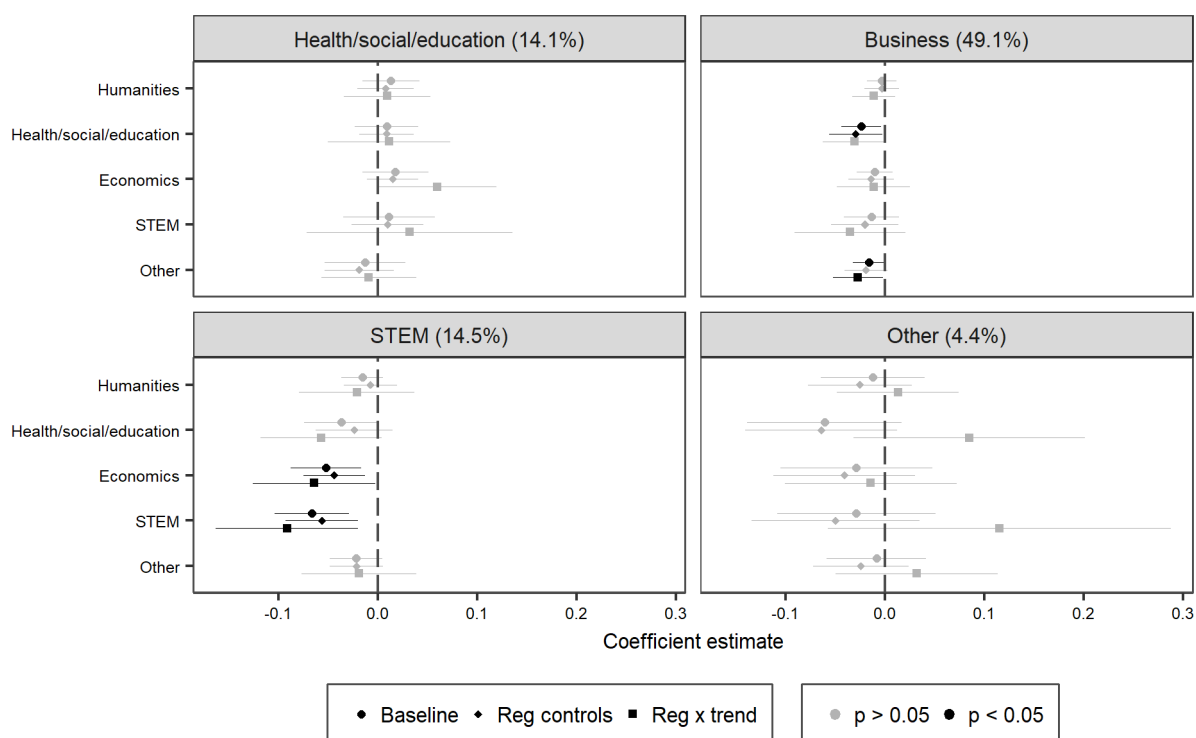 Health/social/education (14.1%)
Business (49.1%)
Humanities
Health/social/education
Economics
STEM
Other
STEM (14.5%)
Other (4.4%)
Humanities
Health/social/education
Economics
STEM
Other
-0.1 0.0 0.1 0.2 0.3
-0.1 0.0 0.1 0.2 0.3
Coefficient estimate
Baseline Reg controls Reg x trend
p > 0.05 p < 0.05